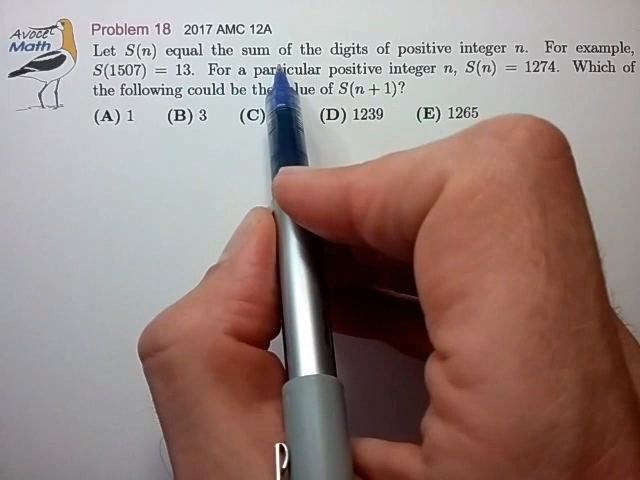 Avocet
Math
Problem 18 2017 AMC 12A
Let S(n) equal the sum of the digits of positive integer n. For example,
S(1507) = 13. For a particular positive integer n, S(n) = 1274. Which of
the following could be the lue of S(n + 1)?
(A) 1 (B) 3 (C) (D) 1239 (E) 1265